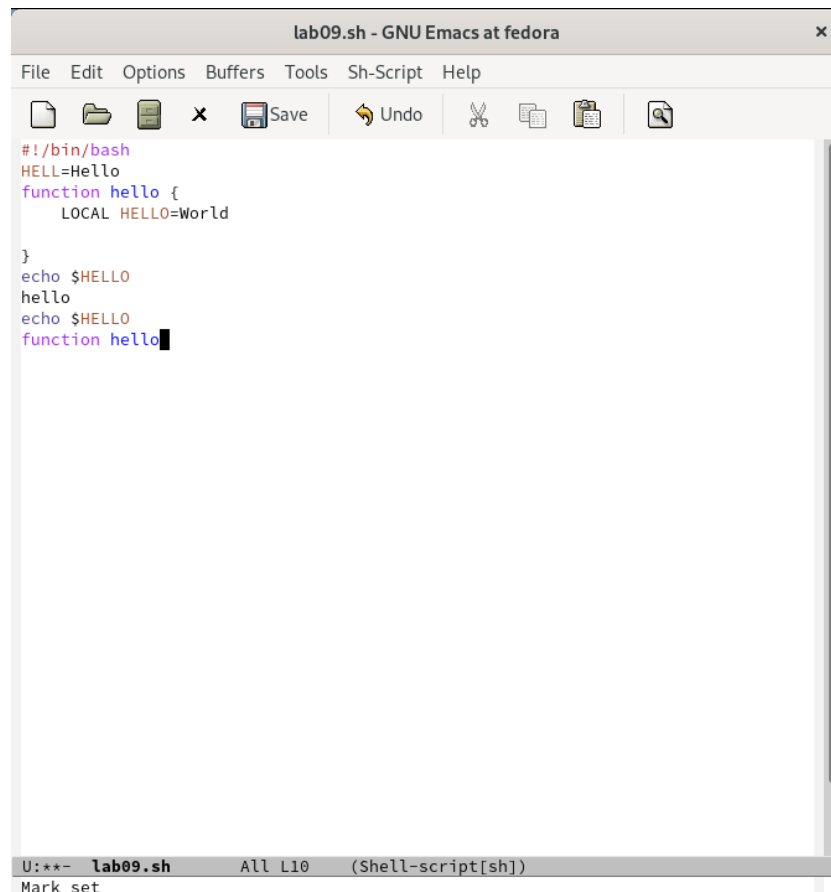 lab09.sh - GNU Emacs at fedora ×
File Edit Options Buffers Tools Sh-Script Help
Save Undo
#!/bin/bash
HELL=Hello
function hello {
    LOCAL HELLO=World
}
echo $HELLO
hello
echo $HELLO
function hello
U:**- lab09.sh All L10 (Shell-script[sh])
Mark set